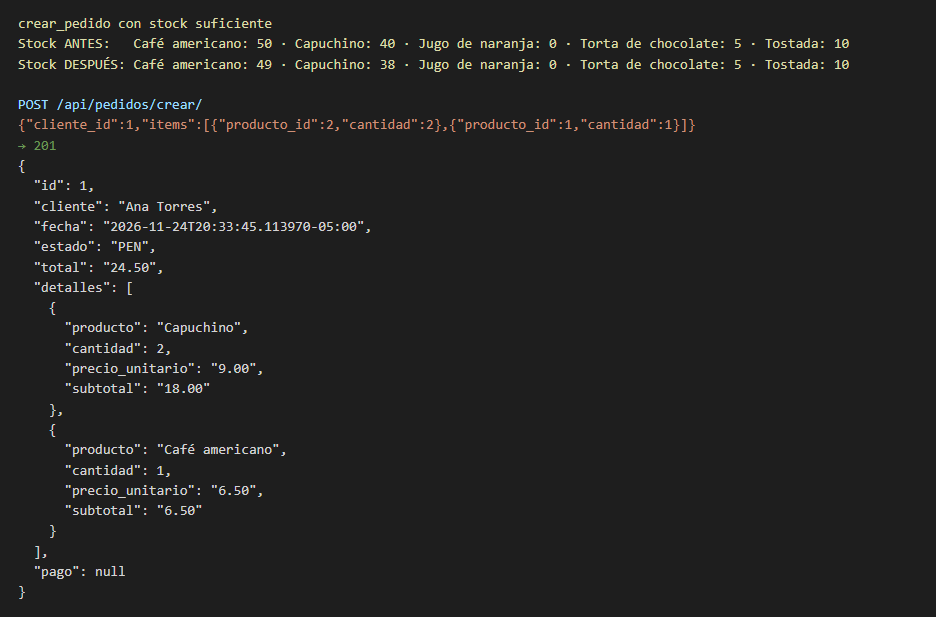 crear_pedido con stock suficiente
Stock ANTES:   Café americano: 50 · Capuchino: 40 · Jugo de naranja: 0 · Torta de chocolate: 5 · Tostada: 10
Stock DESPUÉS: Café americano: 49 · Capuchino: 38 · Jugo de naranja: 0 · Torta de chocolate: 5 · Tostada: 10

POST /api/pedidos/crear/
{"cliente_id":1,"items":[{"producto_id":2,"cantidad":2},{"producto_id":1,"cantidad":1}]}
→ 201
{
  "id": 1,
  "cliente": "Ana Torres",
  "fecha": "2026-11-24T20:33:45.113970-05:00",
  "estado": "PEN",
  "total": "24.50",
  "detalles": [
    {
      "producto": "Capuchino",
      "cantidad": 2,
      "precio_unitario": "9.00",
      "subtotal": "18.00"
    },
    {
      "producto": "Café americano",
      "cantidad": 1,
      "precio_unitario": "6.50",
      "subtotal": "6.50"
    }
  ],
  "pago": null
}